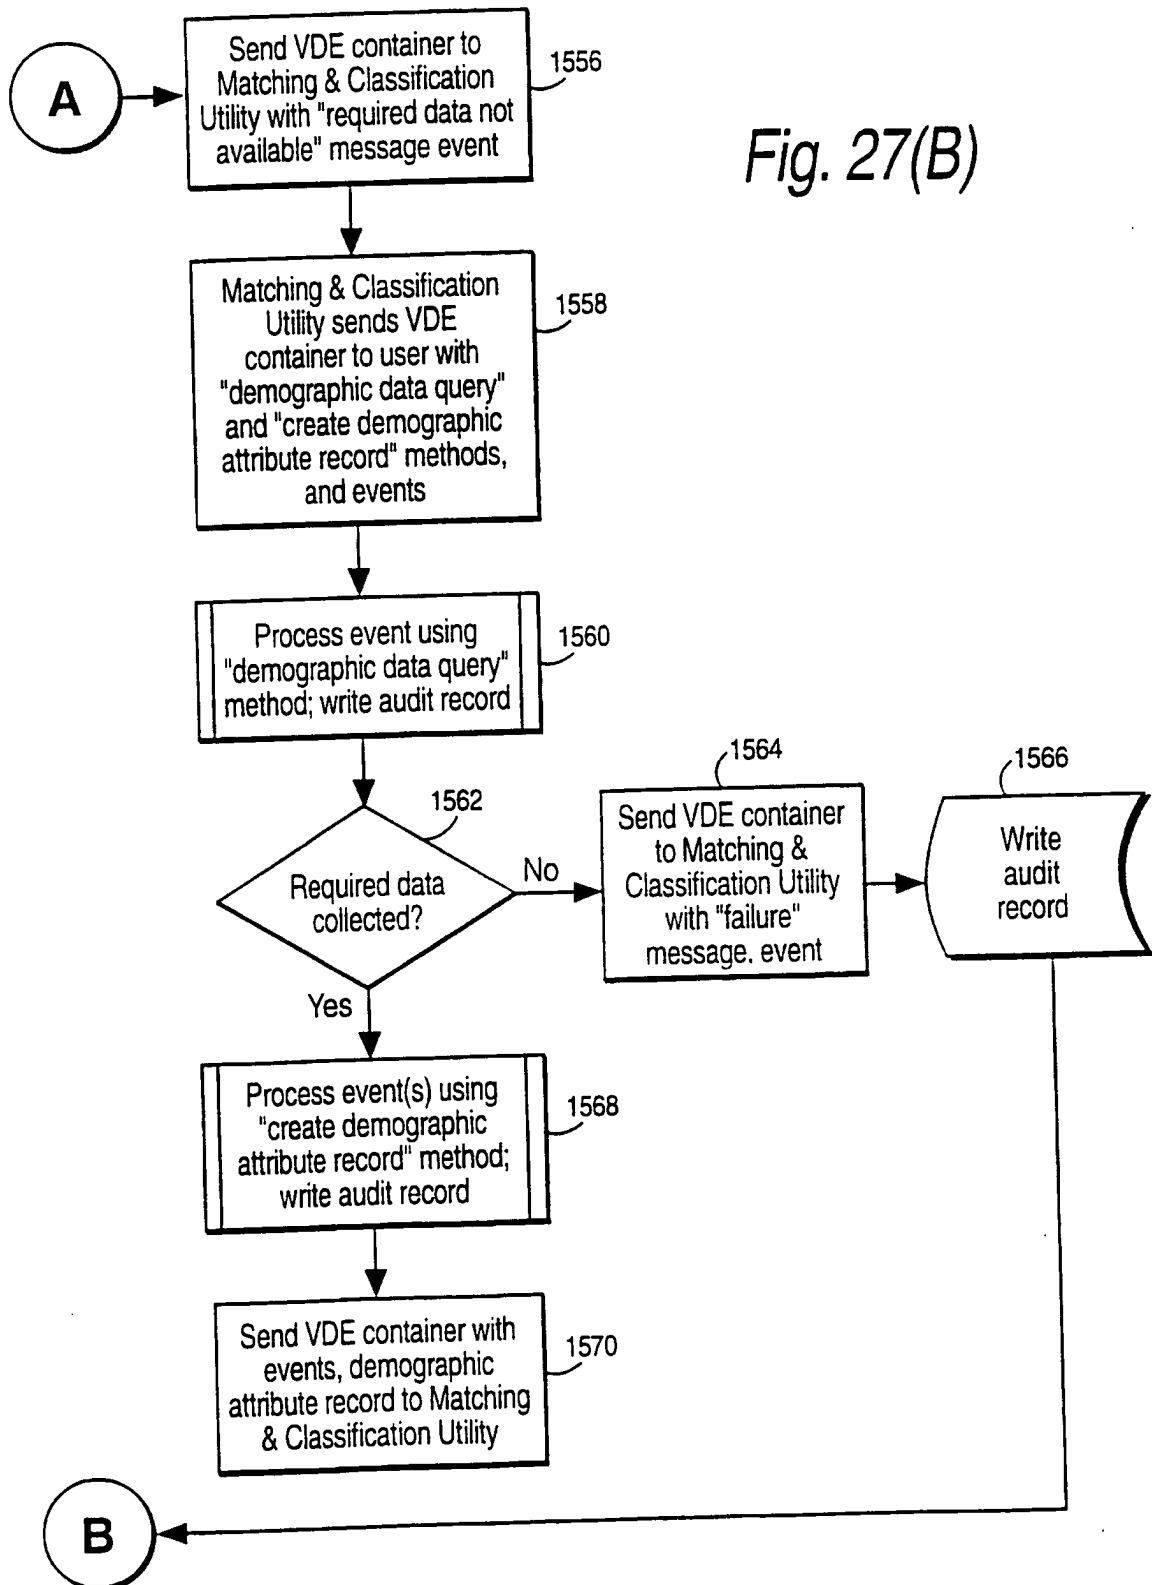 A
Send VDE container to
Matching & Classification
Utility with "required data not
available" message event
1556
Fig. 27(B)
Matching & Classification
Utility sends VDE
container to user with
"demographic data query"
and "create demographic
attribute record" methods,
and events
1558
Process event using
"demographic data query"
method; write audit record
1560
1562
Required data
collected?
No
Yes
1564
Send VDE container
to Matching &
Classification Utility
with "failure"
message. event
1566
Write
audit
record
Process event(s) using
"create demographic
attribute record" method;
write audit record
1568
Send VDE container with
events, demographic
attribute record to Matching
& Classification Utility
1570
B